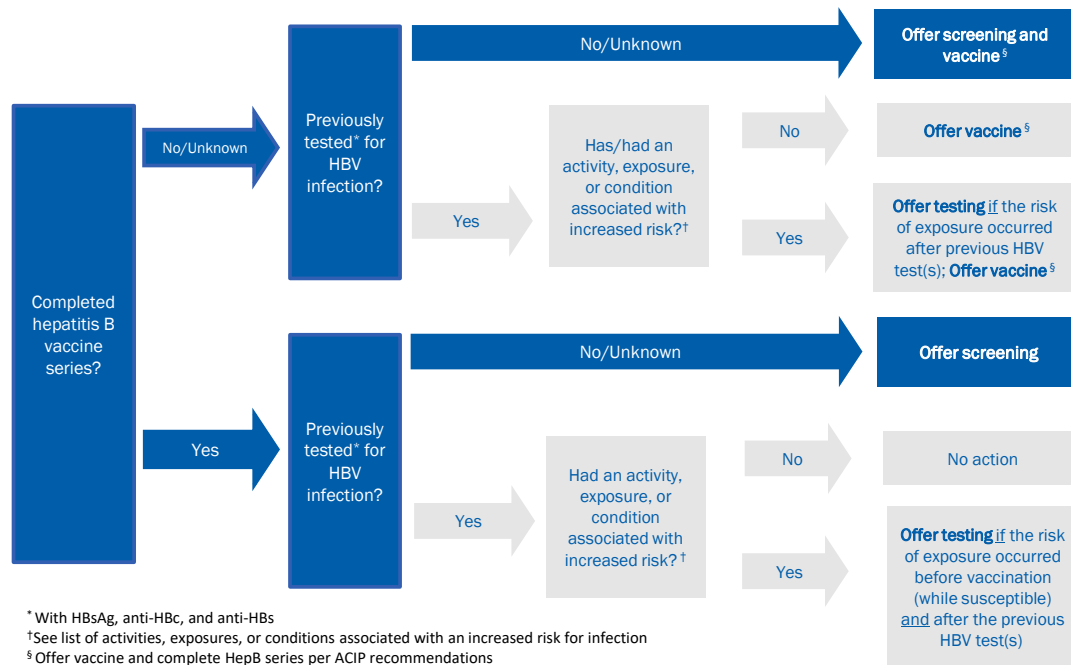 Completed
hepatitis B
vaccine
series?
No/Unknown
Previously
tested* for
HBV
infection?
No/Unknown
Offer screening and
vaccine §
Yes
Has/had an
activity, exposure,
or condition
associated with
increased risk?†
No
Offer vaccine §
Yes
Offer testing if the risk
of exposure occurred
after previous HBV
test(s); Offer vaccine §
Yes
Previously
tested* for
HBV
infection?
No/Unknown
Offer screening
Yes
Had an activity,
exposure, or
condition
associated with
increased risk? †
No
No action
Yes
Offer testing if the risk
of exposure occurred
before vaccination
(while susceptible)
and after the previous
HBV test(s)
* With HBsAg, anti-HBc, and anti-HBs
†See list of activities, exposures, or conditions associated with an increased risk for infection
§ Offer vaccine and complete HepB series per ACIP recommendations